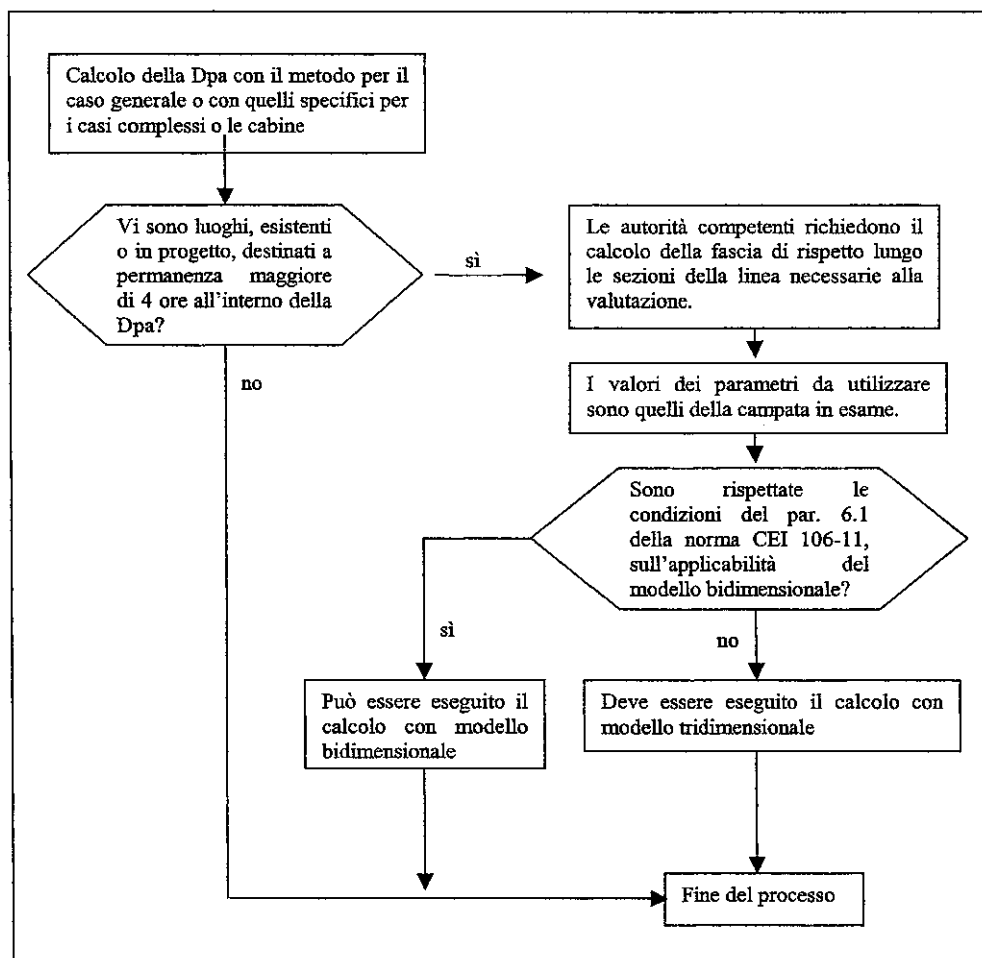 Calcolo della Dpa con il metodo per il
caso generale o con quelli specifici per
i casi complessi o le cabine
Vi sono luoghi, esistenti
o in progetto, destinati a
permanenza maggiore
di 4 ore all'interno della
Dpa?
sì
no
Le autorità competenti richiedono il
calcolo della fascia di rispetto lungo
le sezioni della linea necessarie alla
valutazione.
I valori dei parametri da utilizzare
sono quelli della campata in esame.
Sono rispettate le
condizioni del par. 6.1
della norma CEI 106-11,
sull'applicabilità del
modello bidimensionale?
sì
no
Può essere eseguito il
calcolo con modello
bidimensionale
Deve essere eseguito il calcolo con
modello tridimensionale
Fine del processo